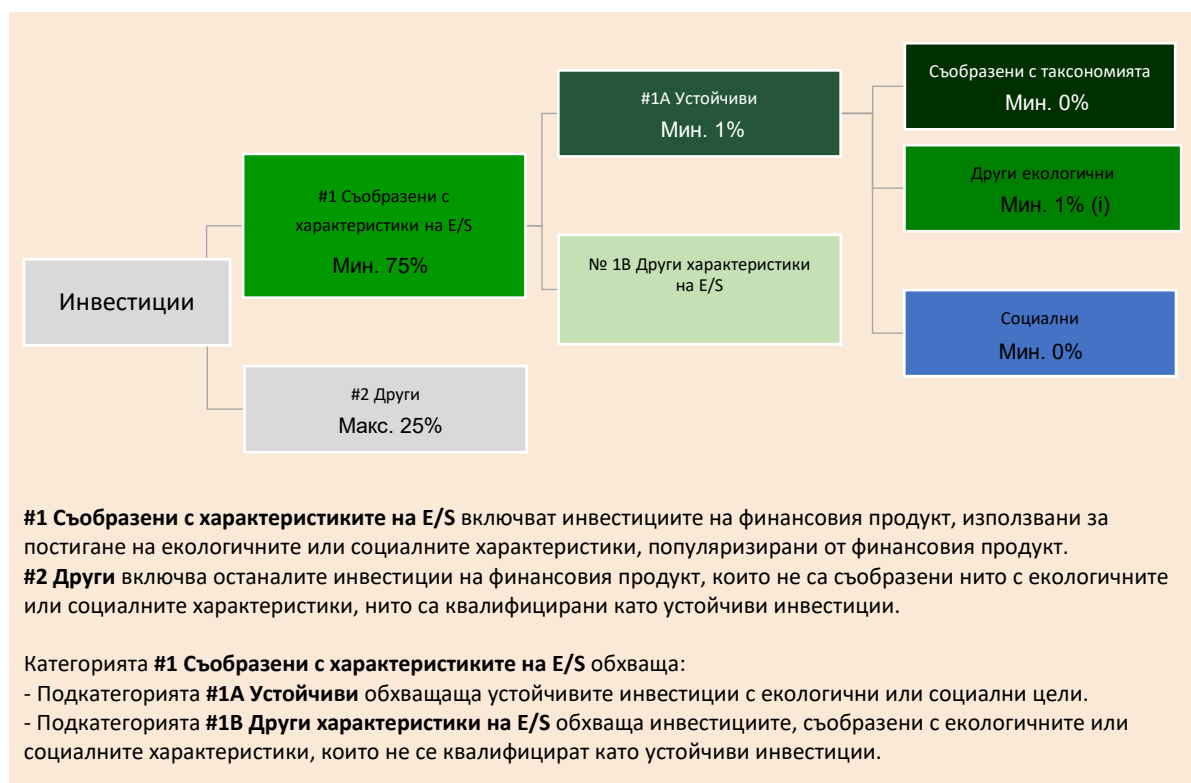 Инвестиции
#1 Съобразени с
характеристики на E/S
Мин. 75%
#2 Други
Макс. 25%
#1A Устойчиви
Мин. 1%
№ 1B Други характеристики
на E/S
Съобразени с таксономията
Мин. 0%
Други екологични
Мин. 1% (i)
Социални
Мин. 0%
#1 Съобразени с характеристиките на E/S включват инвестициите на финансовия продукт, използвани за
постигане на екологичните или социалните характеристики, популяризирани от финансовия продукт.
#2 Други включва останалите инвестиции на финансовия продукт, които не са съобразени нито с екологичните
или социалните характеристики, нито са квалифицирани като устойчиви инвестиции.
Категорията #1 Съобразени с характеристиките на E/S обхваща:
- Подкатегорията #1A Устойчиви обхващаща устойчивите инвестиции с екологични или социални цели.
- Подкатегорията #1B Други характеристики на E/S обхваща инвестициите, съобразени с екологичните или
социалните характеристики, които не се квалифицират като устойчиви инвестиции.